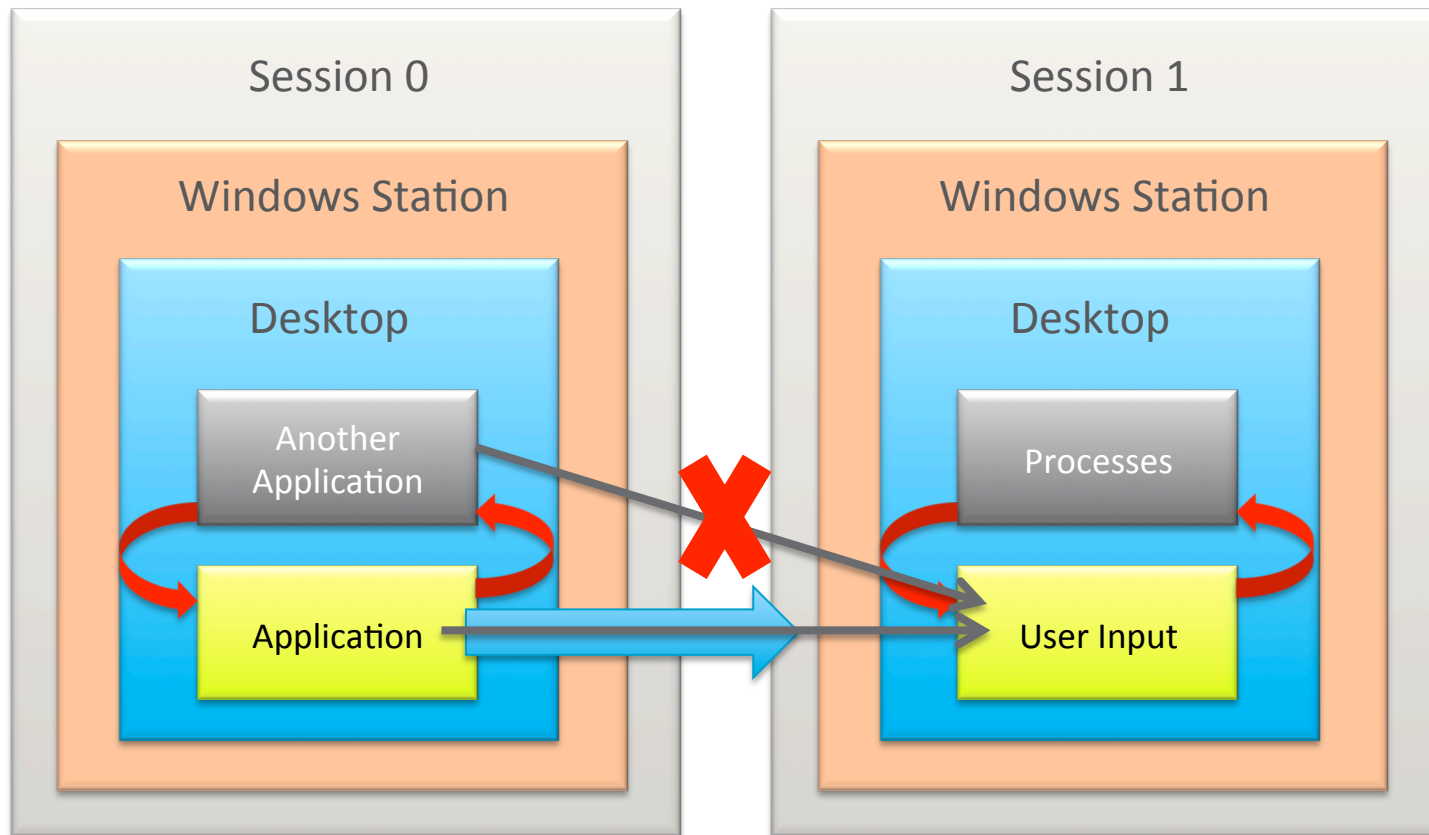 Session 0
Windows Station
Desktop
Another
Application
Application
Session 1
Windows Station
Desktop
Processes
User Input